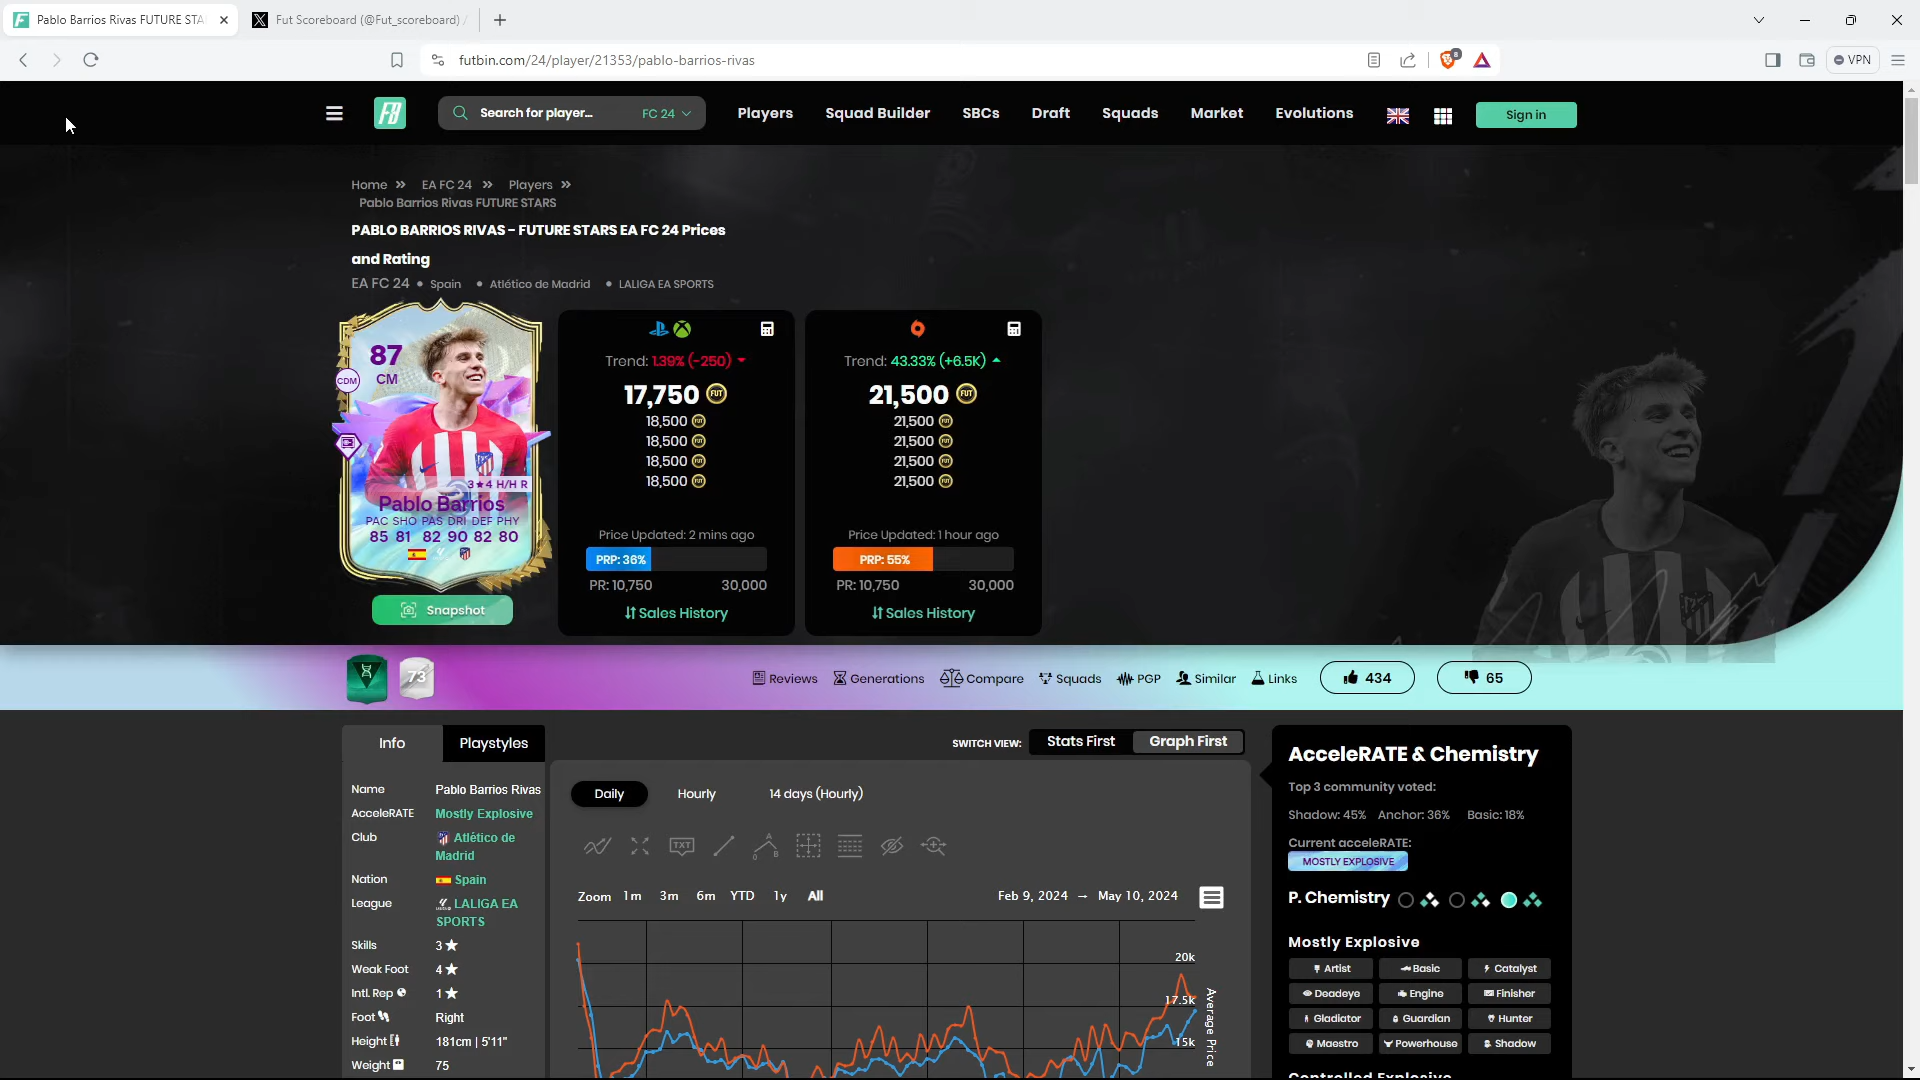 Pablo Barrios Rivas FUTURE STA
Fut Scoreboard (@Fut_scoreboard) /
futbin.com/24/player/21353/pablo-barrios-rivas
8
VPN
Search for player...
FC 24
Players
Squad Builder
SBCs
Draft
Squads
Market
Evolutions
Sign in
Home » EA FC 24 » Players »
Pablo Barrios Rivas FUTURE STARS
PABLO BARRIOS RIVAS - FUTURE STARS EA FC 24 Prices
and Rating
EA FC 24 • Spain • Atlético de Madrid • LALIGA EA SPORTS
87
CM
CDM
3★4 H/H R
Pablo Barrios
PAC SHO PAS DRI DEF PHY
85 81 82 90 82 80
Snapshot
Trend: 1.39% (-250)
17,750
18,500
18,500
18,500
18,500
Price Updated: 2 mins ago
PRP: 36%
PR: 10,750 30,000
Sales History
Trend: 43.33% (+6.5K)
21,500
21,500
21,500
21,500
21,500
Price Updated: 1 hour ago
PRP: 55%
PR: 10,750 30,000
Sales History
73
Reviews
Generations
Compare
Squads
PGP
Similar
Links
434
65
Info
Playstyles
Name Pablo Barrios Rivas
AcceleRATE Mostly Explosive
Club Atlético de
Madrid
Nation Spain
League LALIGA EA
SPORTS
Skills 3★
Weak Foot 4★
Intl. Rep 1★
Foot Right
Height 181cm | 5'11"
Weight 75
SWITCH VIEW:
Stats First
Graph First
Daily
Hourly
14 days (Hourly)
TXT
Zoom 1m 3m 6m YTD 1y All
Feb 9, 2024 → May 10, 2024
20k
17.5k
15k
Average Price
AcceleRATE & Chemistry
Top 3 community voted:
Shadow: 45% Anchor: 36% Basic: 18%
Current acceleRATE:
MOSTLY EXPLOSIVE
P. Chemistry
Mostly Explosive
Artist
Basic
Catalyst
Deadeye
Engine
Finisher
Gladiator
Guardian
Hunter
Maestro
Powerhouse
Shadow
Controlled Explosive